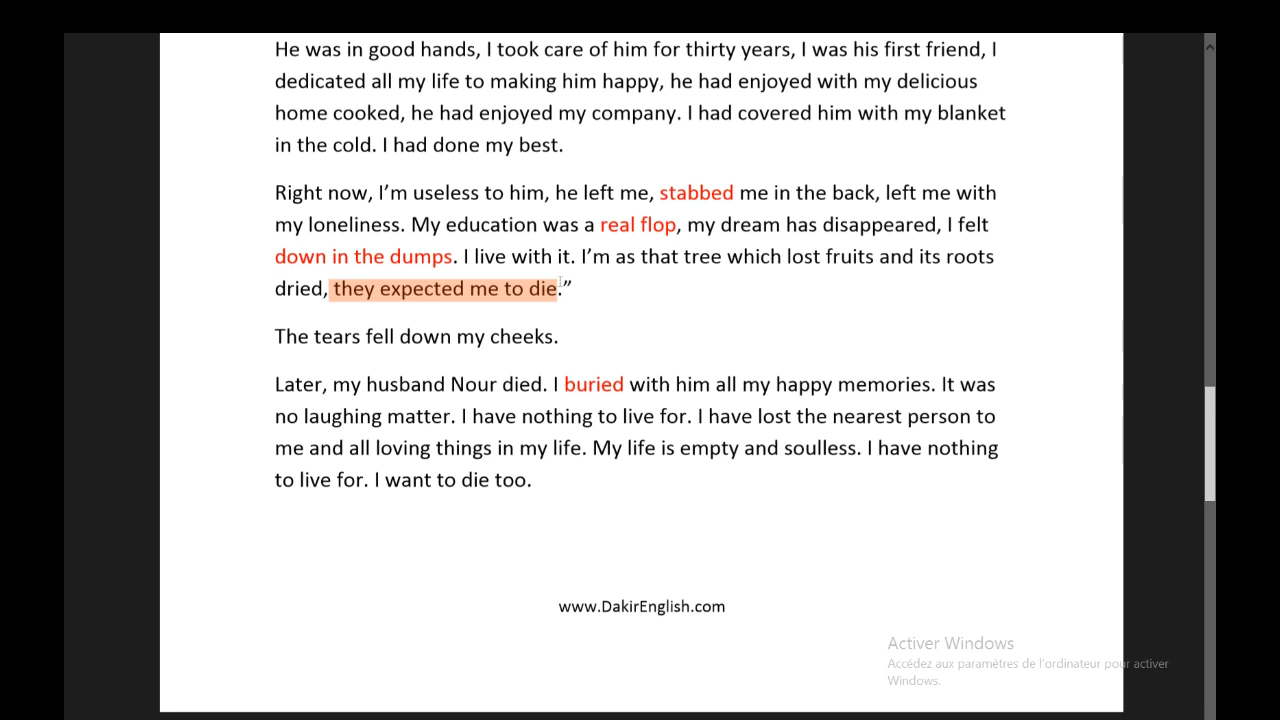 He was in good hands, I took care of him for thirty years, I was his first friend, I
dedicated all my life to making him happy, he had enjoyed with my delicious
home cooked, he had enjoyed my company. I had covered him with my blanket
in the cold. I had done my best.
Right now, I’m useless to him, he left me, stabbed me in the back, left me with
my loneliness. My education was a real flop, my dream has disappeared, I felt
down in the dumps. I live with it. I’m as that tree which lost fruits and its roots
dried, they expected me to die.”
The tears fell down my cheeks.
Later, my husband Nour died. I buried with him all my happy memories. It was
no laughing matter. I have nothing to live for. I have lost the nearest person to
me and all loving things in my life. My life is empty and soulless. I have nothing
to live for. I want to die too.
www.DakirEnglish.com
Activer Windows
Accédez aux paramètres de l'ordinateur pour activer
Windows.